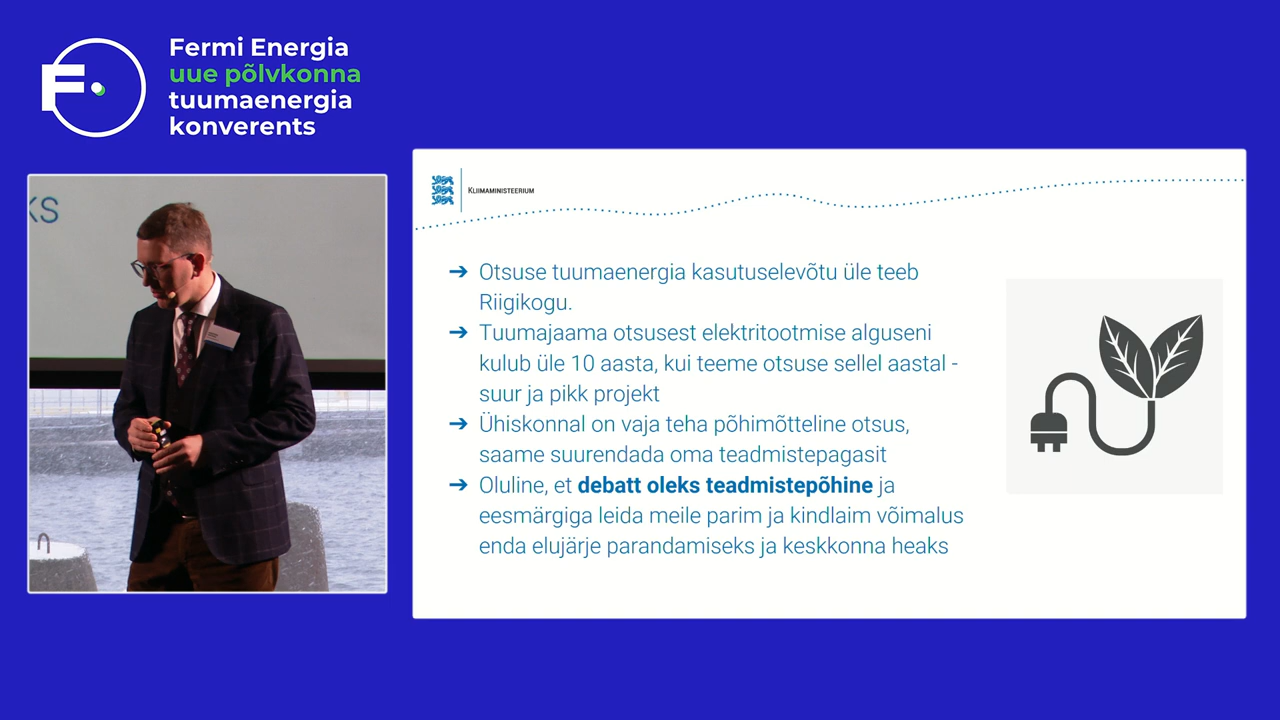 Fermi Energia
uue põlvkonna
tuumaenergia
konverents
KS
KLIIMAMINISTEERIUM
➔ Otsuse tuumaenergia kasutuselevõtu üle teeb
Riigikogu.
➔ Tuumajaama otsusest elektritootmise alguseni
kulub üle 10 aasta, kui teeme otsuse sellel aastal -
suur ja pikk projekt
➔ Ühiskonnal on vaja teha põhimõtteline otsus,
saame suurendada oma teadmistepagasit
➔ Oluline, et debatt oleks teadmistepõhine ja
eesmärgiga leida meile parim ja kindlaim võimalus
enda elujärje parandamiseks ja keskkonna heaks